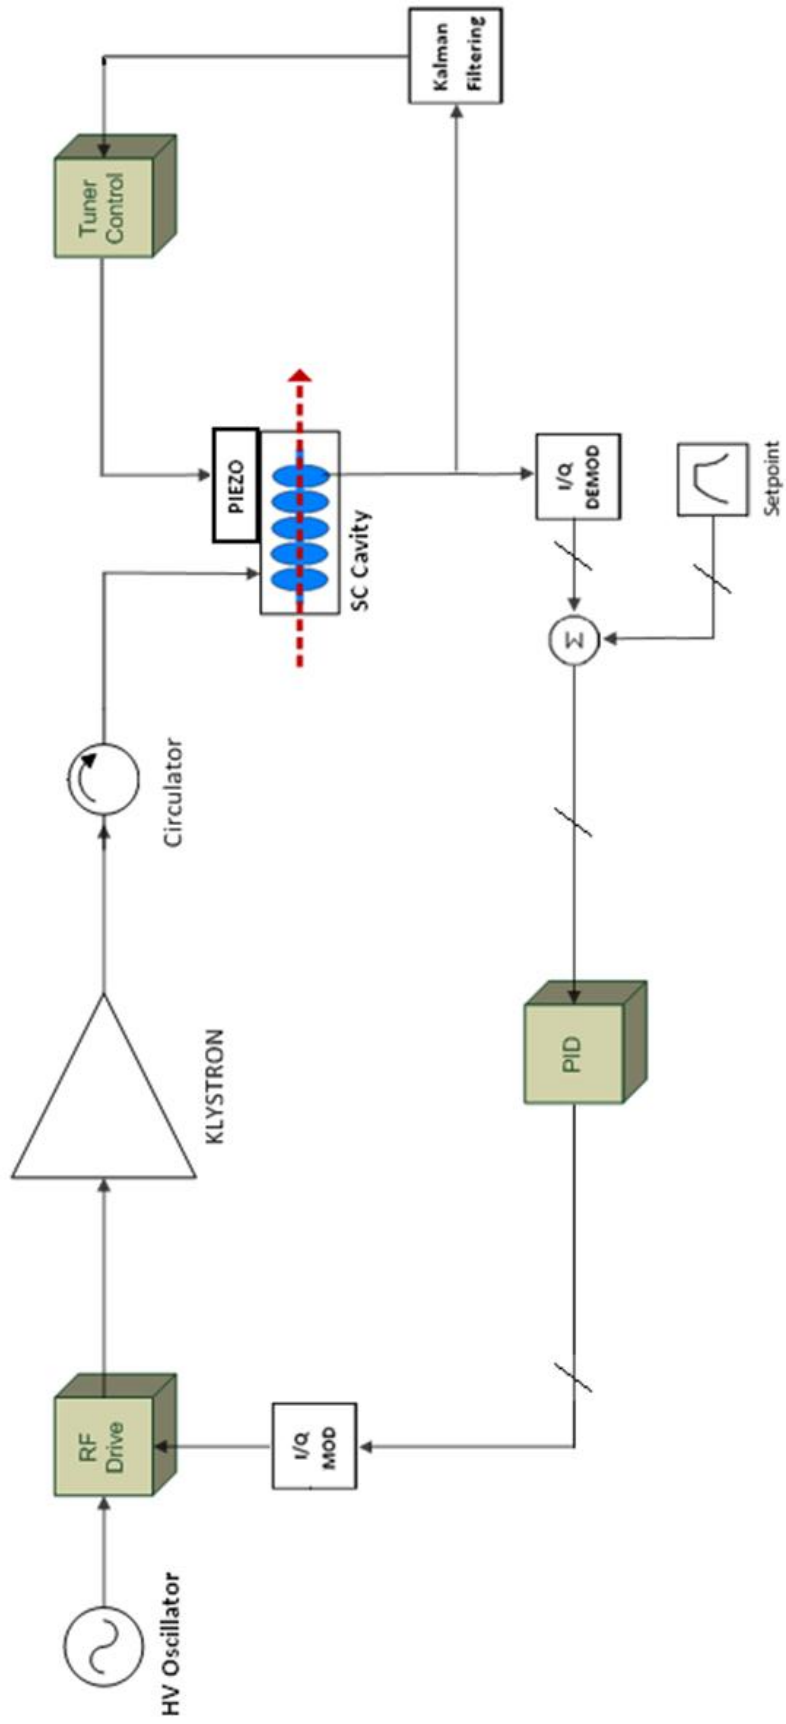 HV Oscillator
RF
Drive
KLYSTRON
Circulator
PIEZO
SC Cavity
Tuner
Control
Kalman
Filtering
I/Q
MOD
PID
Σ
I/Q
DEMOD
Setpoint